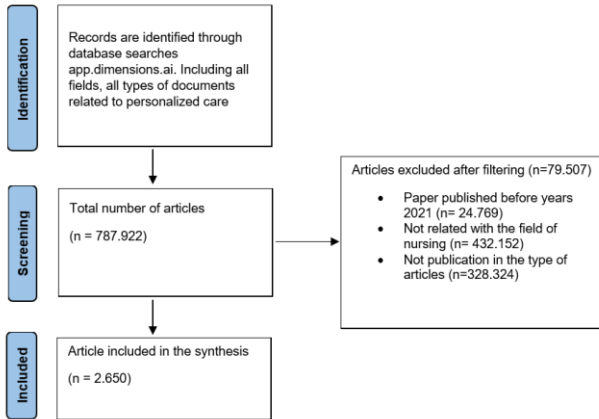 Identification
Records are identified through
database searches
app.dimensions.ai. Including all
fields, all types of documents
related to personalized care
Screening
Total number of articles
(n = 787.922)
Articles excluded after filtering (n=79.507)
• Paper published before years
2021 (n= 24.769)
• Not related with the field of
nursing (n= 432.152)
• Not publication in the type of
articles (n=328.324)
Included
Article included in the synthesis
(n = 2.650)